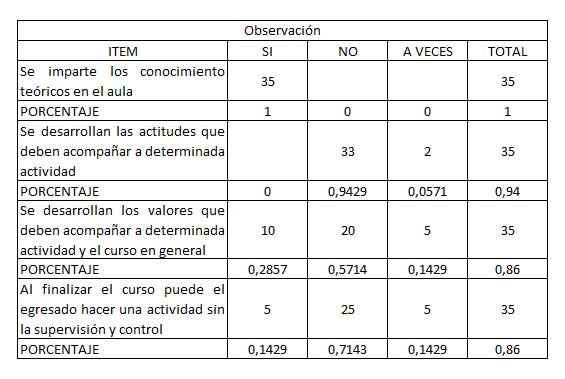 Observación
ITEM SI NO A VECES TOTAL
Se imparte los conocimiento
teóricos en el aula 35 35
PORCENTAJE 1 0 0 1
Se desarrollan las actitudes que
deben acompañar a determinada
actividad 33 2 35
PORCENTAJE 0 0,9429 0,0571 0,94
Se desarrollan los valores que
deben acompañar a determinada
actividad y el curso en general 10 20 5 35
PORCENTAJE 0,2857 0,5714 0,1429 0,86
Al finalizar el curso puede el
egresado hacer una actividad sin
la supervisión y control 5 25 5 35
PORCENTAJE 0,1429 0,7143 0,1429 0,86